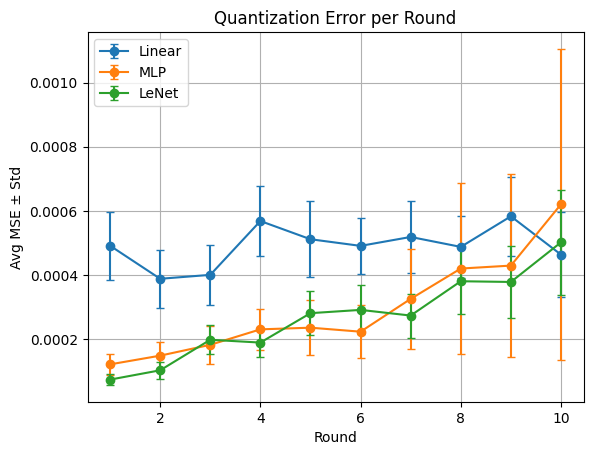 Quantization Error per Round
Linear
MLP
LeNet
0.0010
0.0008
0.0006
0.0004
0.0002
Avg MSE ± Std
2
4
6
8
10
Round